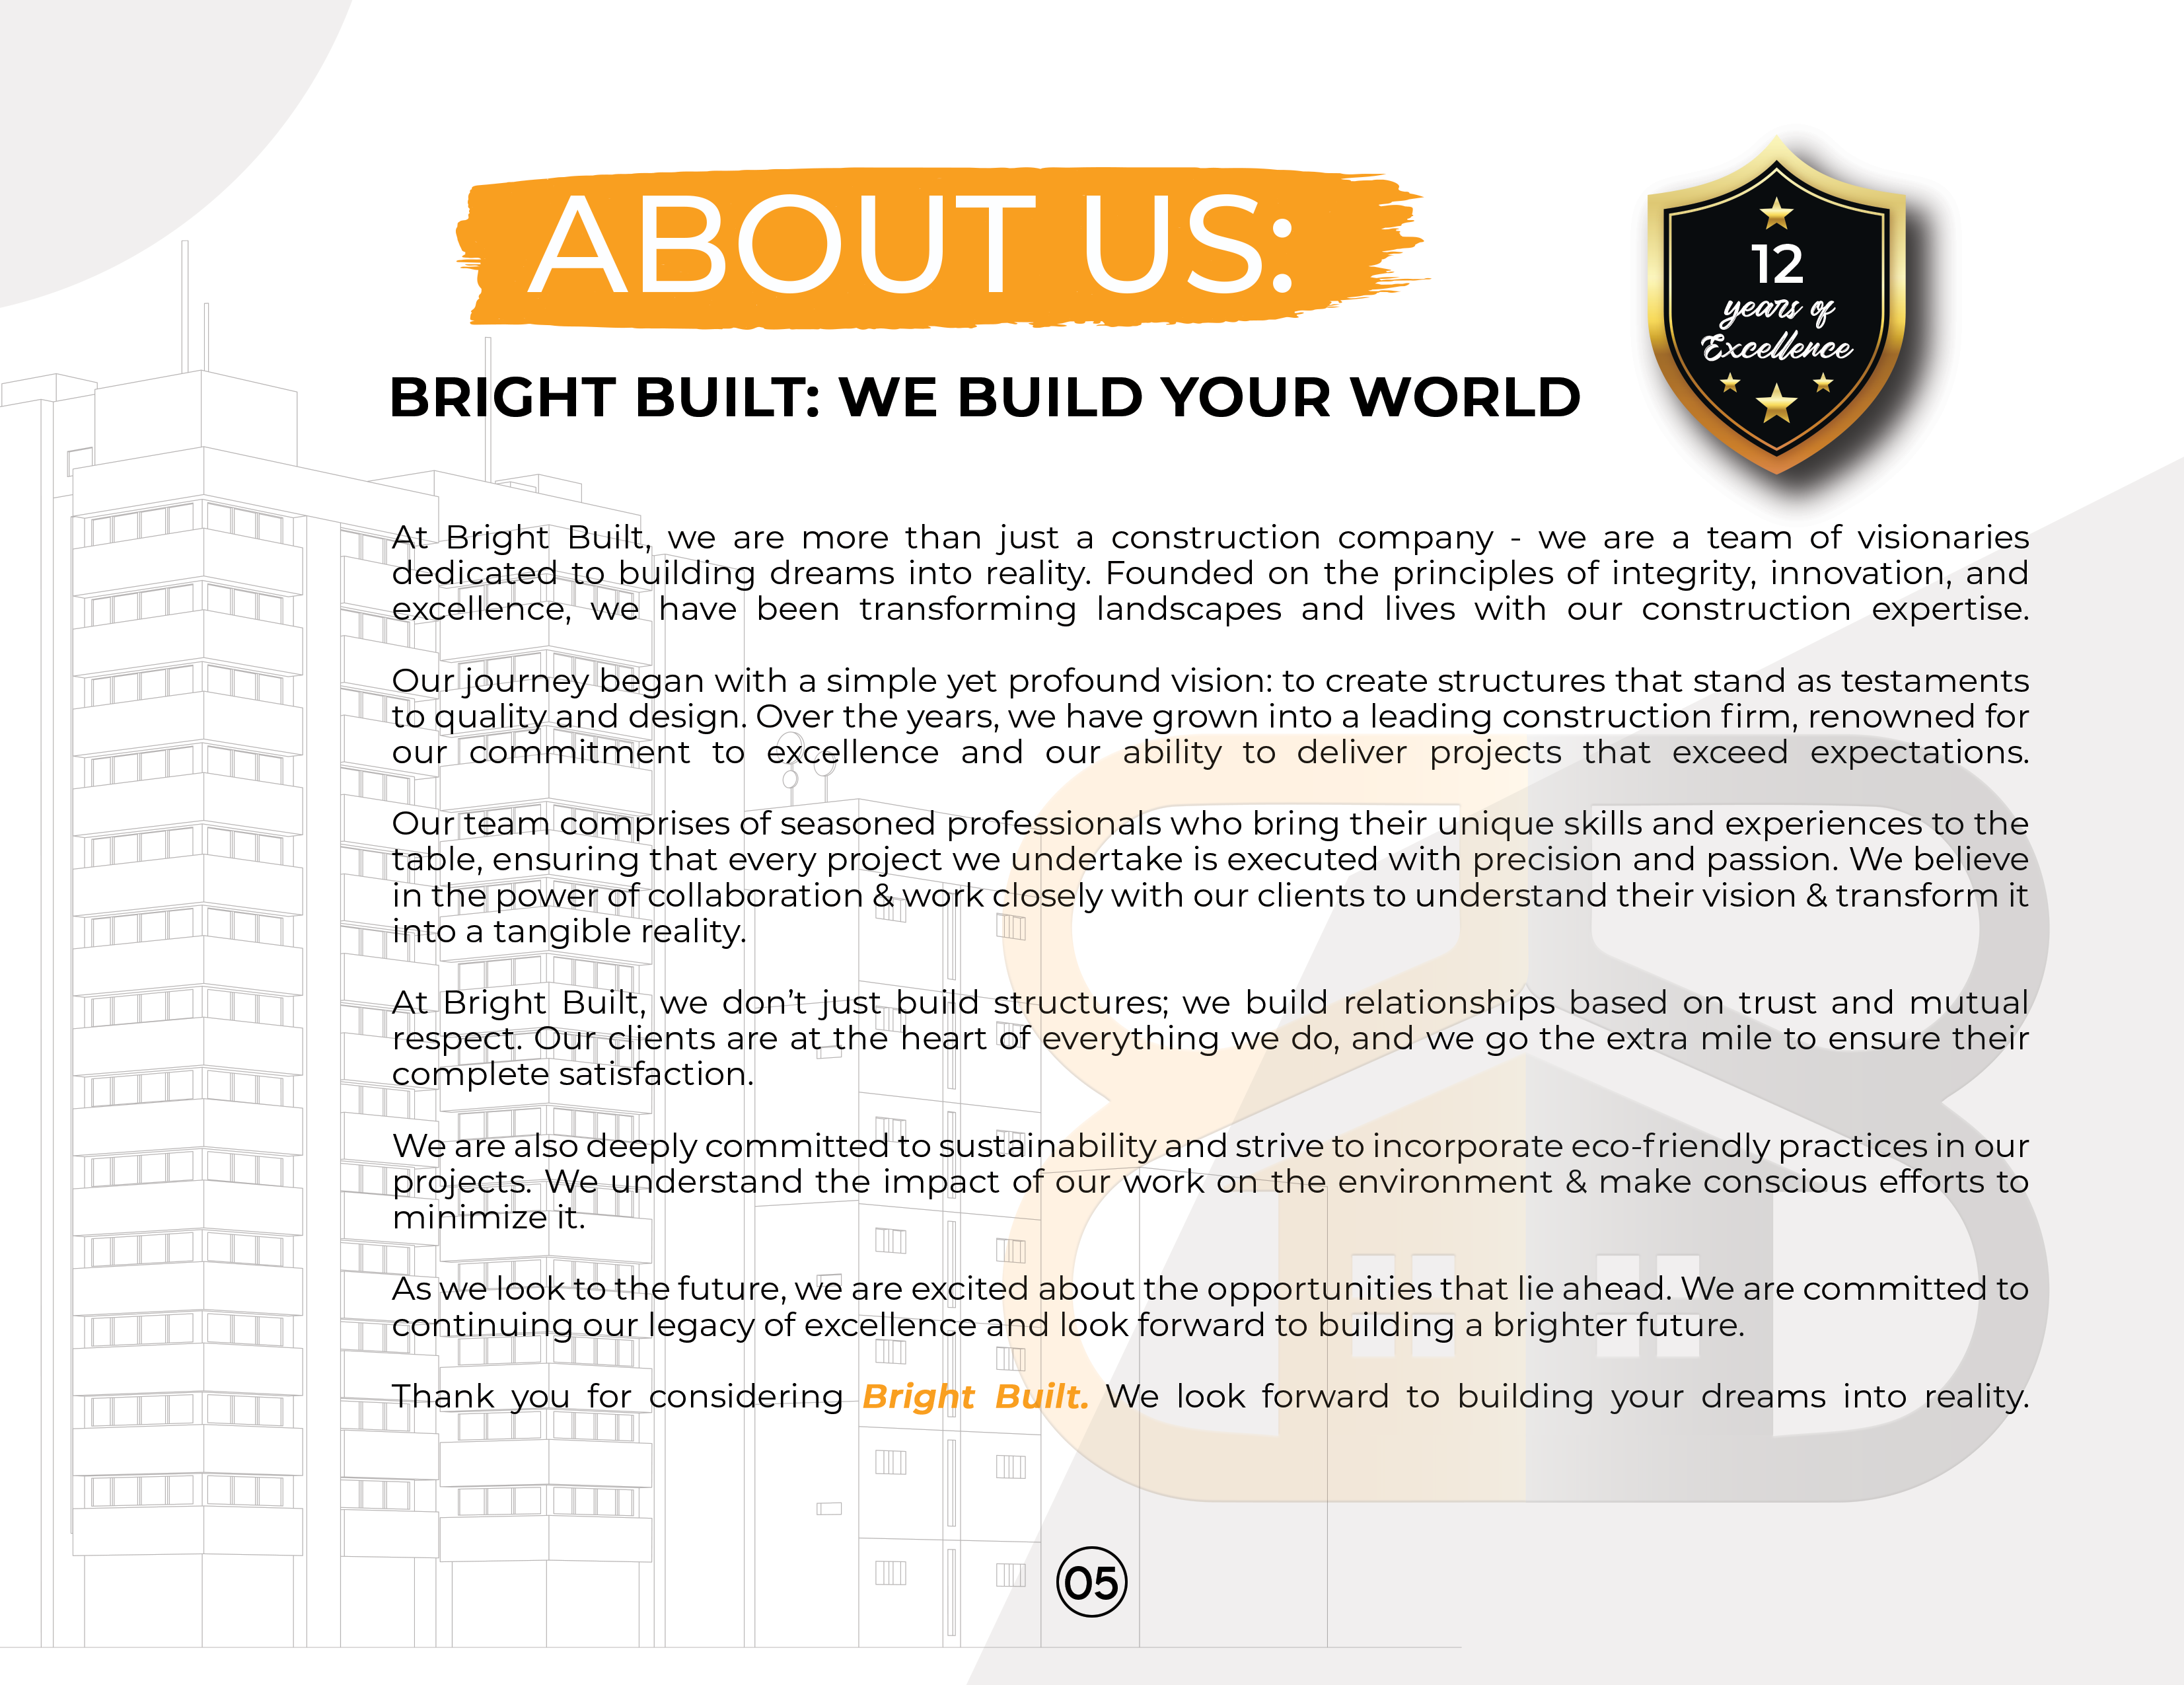 ABOUT US:
12
years of
Excellence
BRIGHT BUILT: WE BUILD YOUR WORLD
At Bright Built, we are more than just a construction company - we are a team of visionaries
dedicated to building dreams into reality. Founded on the principles of integrity, innovation, and
excellence, we have been transforming landscapes and lives with our construction expertise.
Our journey began with a simple yet profound vision: to create structures that stand as testaments
to quality and design. Over the years, we have grown into a leading construction firm, renowned for
our commitment to excellence and our ability to deliver projects that exceed expectations.
Our team comprises of seasoned professionals who bring their unique skills and experiences to the
table, ensuring that every project we undertake is executed with precision and passion. We believe
in the power of collaboration & work closely with our clients to understand their vision & transform it
into a tangible reality.
At Bright Built, we don’t just build structures; we build relationships based on trust and mutual
respect. Our clients are at the heart of everything we do, and we go the extra mile to ensure their
complete satisfaction.
We are also deeply committed to sustainability and strive to incorporate eco-friendly practices in our
projects. We understand the impact of our work on the environment & make conscious efforts to
minimize it.
As we look to the future, we are excited about the opportunities that lie ahead. We are committed to
continuing our legacy of excellence and look forward to building a brighter future.
Thank you for considering Bright Built. We look forward to building your dreams into reality.
05